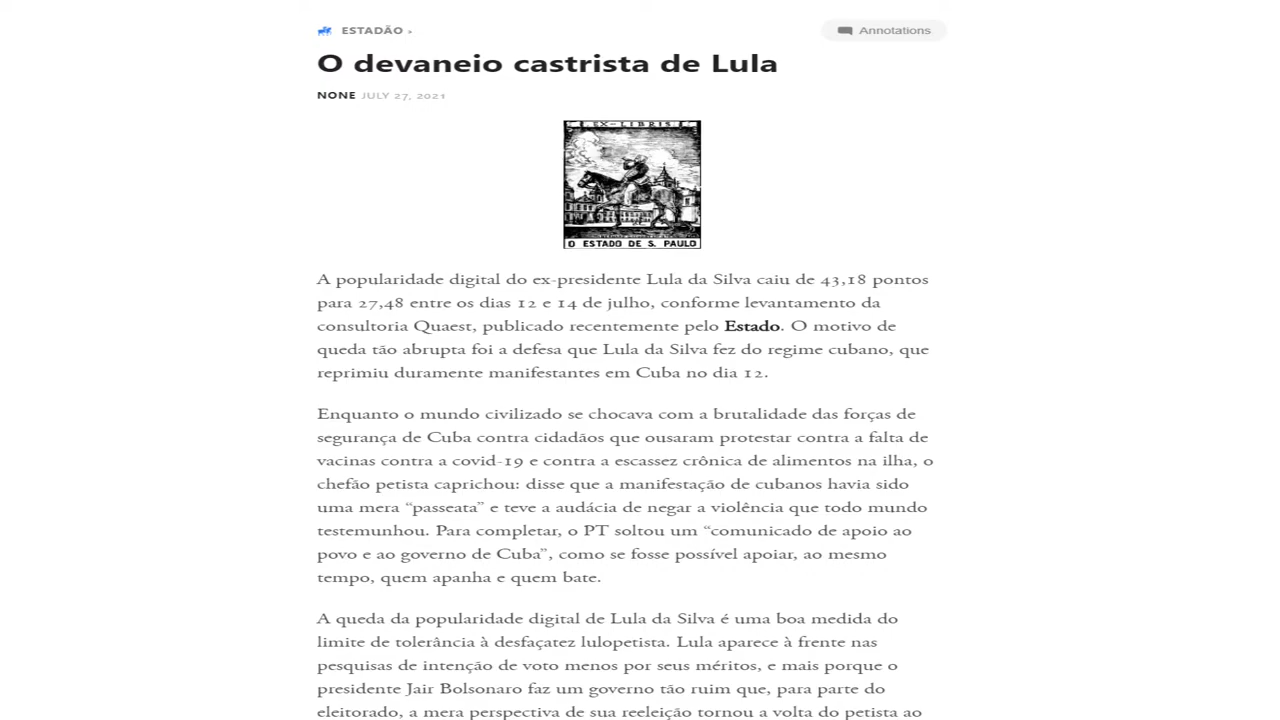 ESTADÃO >
Annotations
O devaneio castrista de Lula
NONE JULY 27, 2021
EX-LIBRIS
O ESTADO DE S. PAULO
A popularidade digital do ex-presidente Lula da Silva caiu de 43,18 pontos
para 27,48 entre os dias 12 e 14 de julho, conforme levantamento da
consultoria Quaest, publicado recentemente pelo Estado. O motivo de
queda tão abrupta foi a defesa que Lula da Silva fez do regime cubano, que
reprimiu duramente manifestantes em Cuba no dia 12.
Enquanto o mundo civilizado se chocava com a brutalidade das forças de
segurança de Cuba contra cidadãos que ousaram protestar contra a falta de
vacinas contra a covid-19 e contra a escassez crônica de alimentos na ilha, o
chefão petista caprichou: disse que a manifestação de cubanos havia sido
uma mera “passeata” e teve a audácia de negar a violência que todo mundo
testemunhou. Para completar, o PT soltou um “comunicado de apoio ao
povo e ao governo de Cuba”, como se fosse possível apoiar, ao mesmo
tempo, quem apanha e quem bate.
A queda da popularidade digital de Lula da Silva é uma boa medida do
limite de tolerância à desfaçatez lulopetista. Lula aparece à frente nas
pesquisas de intenção de voto menos por seus méritos, e mais porque o
presidente Jair Bolsonaro faz um governo tão ruim que, para parte do
eleitorado, a mera perspectiva de sua reeleição tornou a volta do petista ao